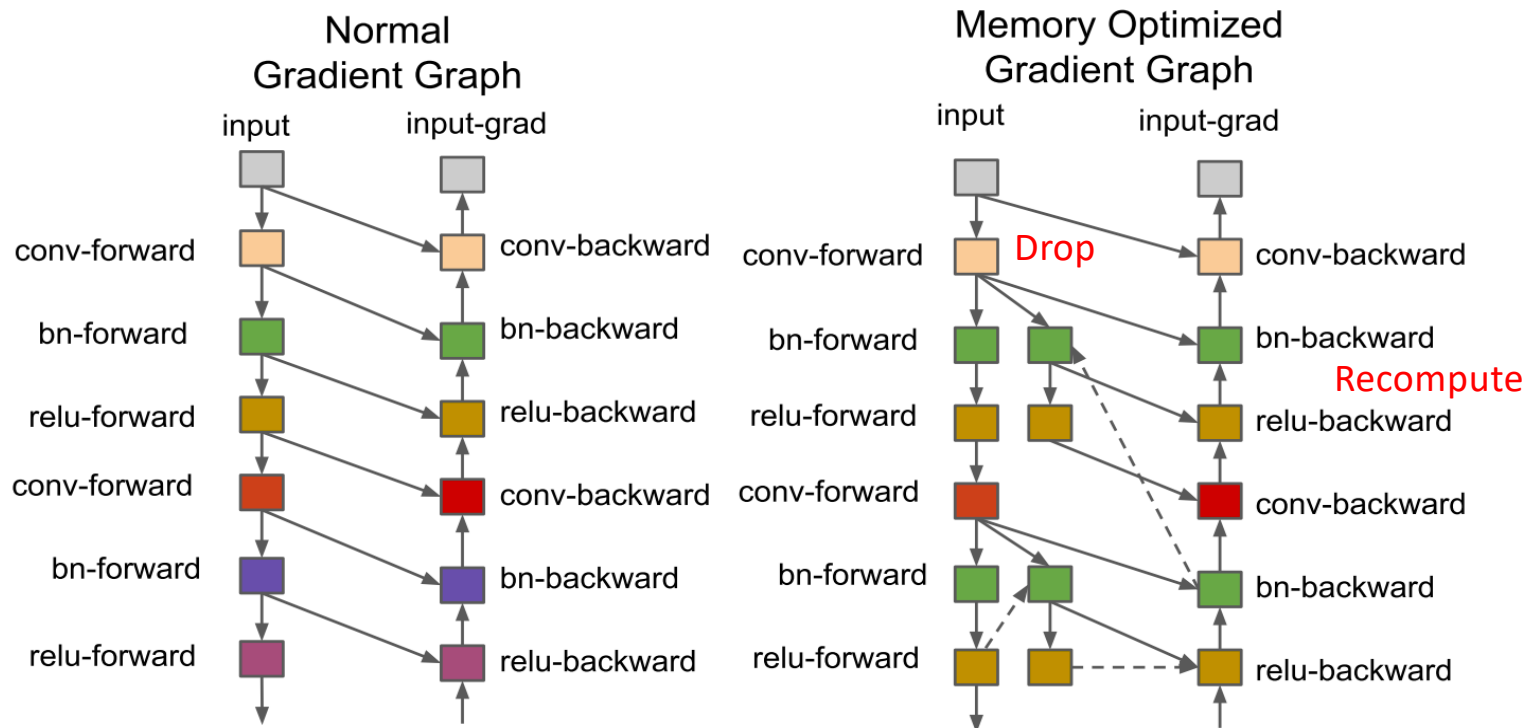 Normal
Gradient Graph
input
input-grad
conv-forward
conv-backward
bn-forward
bn-backward
relu-forward
relu-backward
conv-forward
conv-backward
bn-forward
bn-backward
relu-forward
relu-backward
Memory Optimized
Gradient Graph
input
input-grad
conv-forward
Drop
conv-backward
bn-forward
bn-backward
Recompute
relu-forward
relu-backward
conv-forward
conv-backward
bn-forward
bn-backward
relu-forward
relu-backward